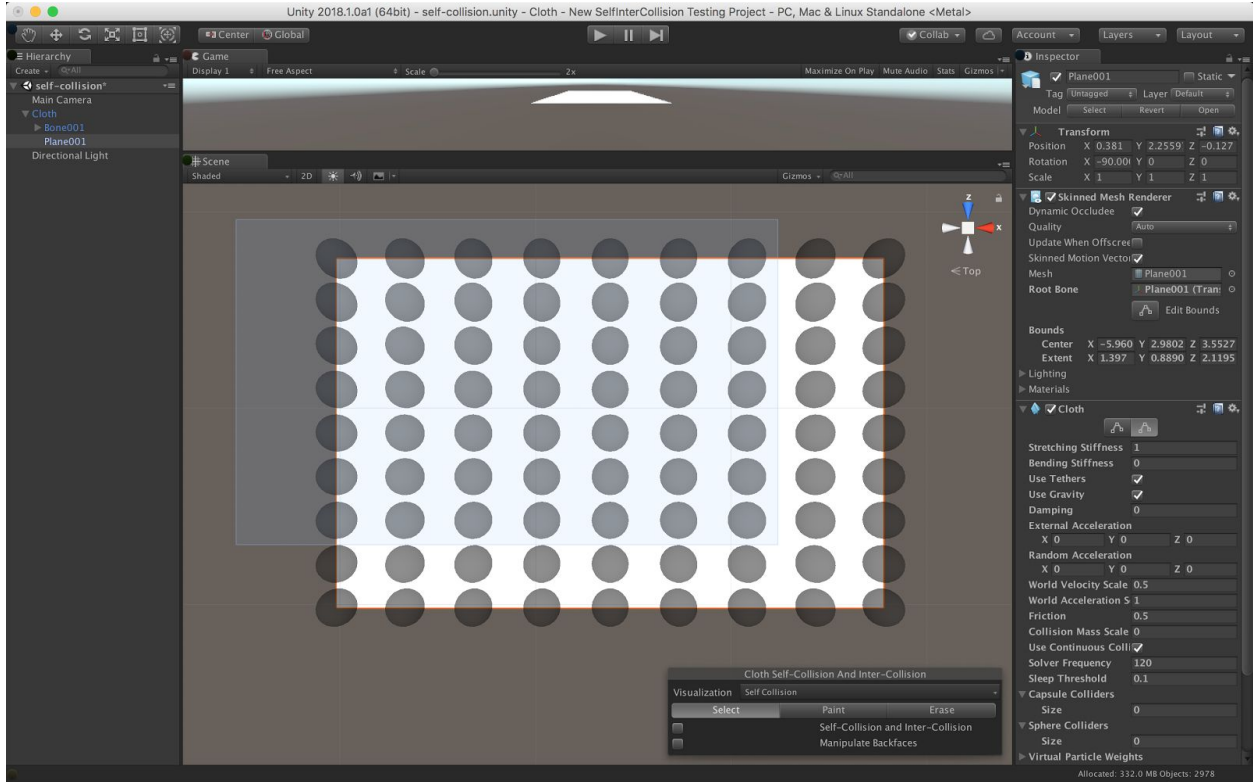 Unity 2018.1.0a1 (64bit) - self-collision.unity - Cloth - New SelfInterCollision Testing Project - PC, Mac & Linux Standalone <Metal>
Center Global Collab Account Layers Layout
Hierarchy
Create All
self-collision*
Main Camera
Cloth
Bone001
Plane001
Directional Light
Game
Display 1 Free Aspect Scale 2x Maximize On Play Mute Audio Stats Gizmos
Scene
Shaded 2D Gizmos All
z
x
Top
Cloth Self-Collision And Inter-Collision
Visualization Self Collision
Select Paint Erase
Self-Collision and Inter-Collision
Manipulate Backfaces
Inspector
Plane001 Static
Tag Untagged Layer Default
Model Select Revert Open
Transform
Position X 0.381 Y 2.2559 Z -0.127
Rotation X -90.00 Y 0 Z 0
Scale X 1 Y 1 Z 1
Skinned Mesh Renderer
Dynamic Occludee
Quality Auto
Update When Offscree
Skinned Motion Vector
Mesh Plane001
Root Bone Plane001 (Trans
Edit Bounds
Bounds
Center X -5.960 Y 2.9802 Z 3.5527
Extent X 1.397 Y 0.8890 Z 2.1195
Lighting
Materials
Cloth
Stretching Stiffness 1
Bending Stiffness 0
Use Tethers
Use Gravity
Damping 0
External Acceleration
X 0 Y 0 Z 0
Random Acceleration
X 0 Y 0 Z 0
World Velocity Scale 0.5
World Acceleration S 1
Friction 0.5
Collision Mass Scale 0
Use Continuous Colli
Solver Frequency 120
Sleep Threshold 0.1
Capsule Colliders
Size 0
Sphere Colliders
Size 0
Virtual Particle Weights
Allocated: 332.0 MB Objects: 2978